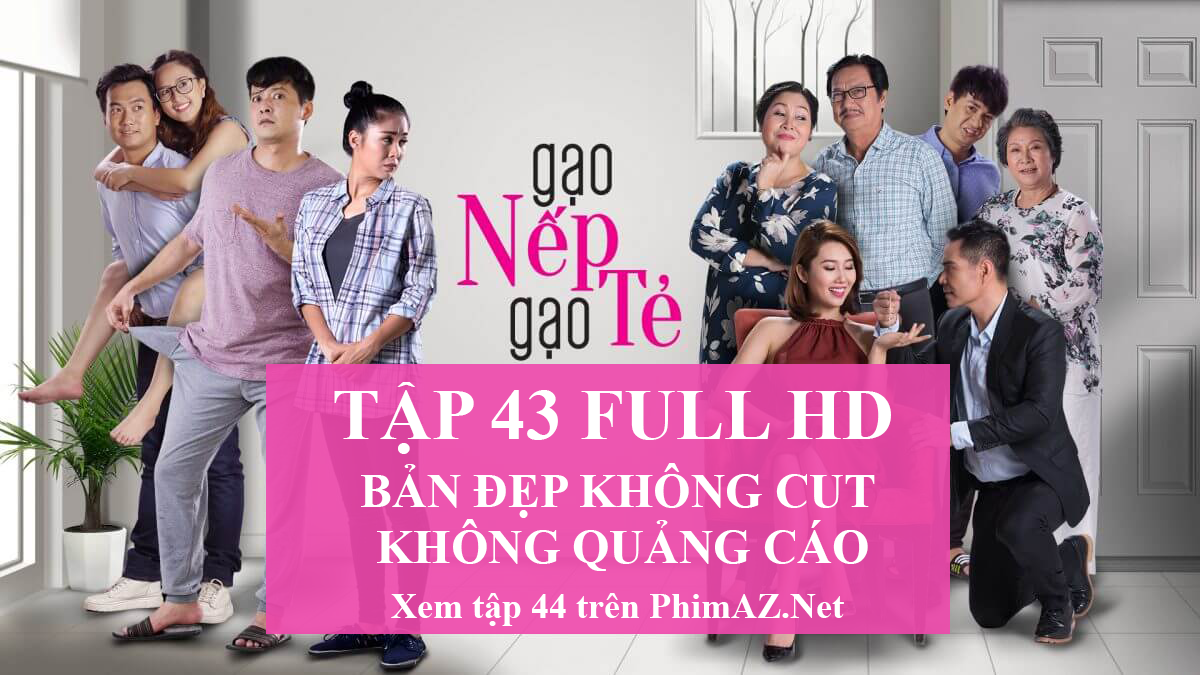 gạo
Nếp
gạo Tẻ
TẬP 43 FULL HD
BẢN ĐẸP KHÔNG CUT
KHÔNG QUẢNG CÁO
Xem tập 44 trên PhimAZ.Net